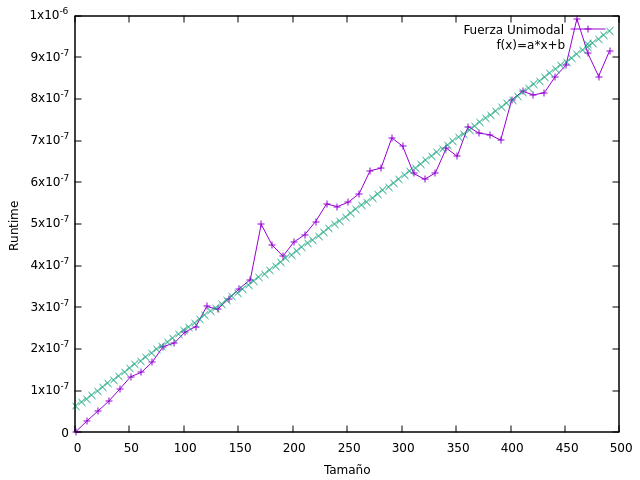 1x10-6
9x10-7
8x10-7
7x10-7
6x10-7
5x10-7
4x10-7
3x10-7
2x10-7
1x10-7
0
Fuerza Unimodal
f(x)=a*x+b
Runtime
0 50 100 150 200 250 300 350 400 450 500
Tamaño